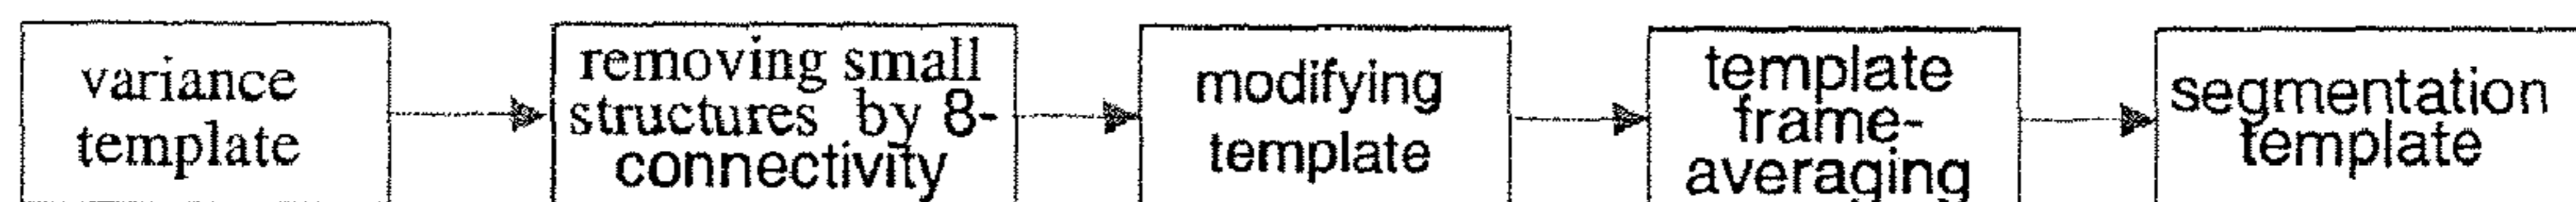 variance
template
removing small
structures by 8-
connectivity
modifying
template
template
frame-
averaging
segmentation
template